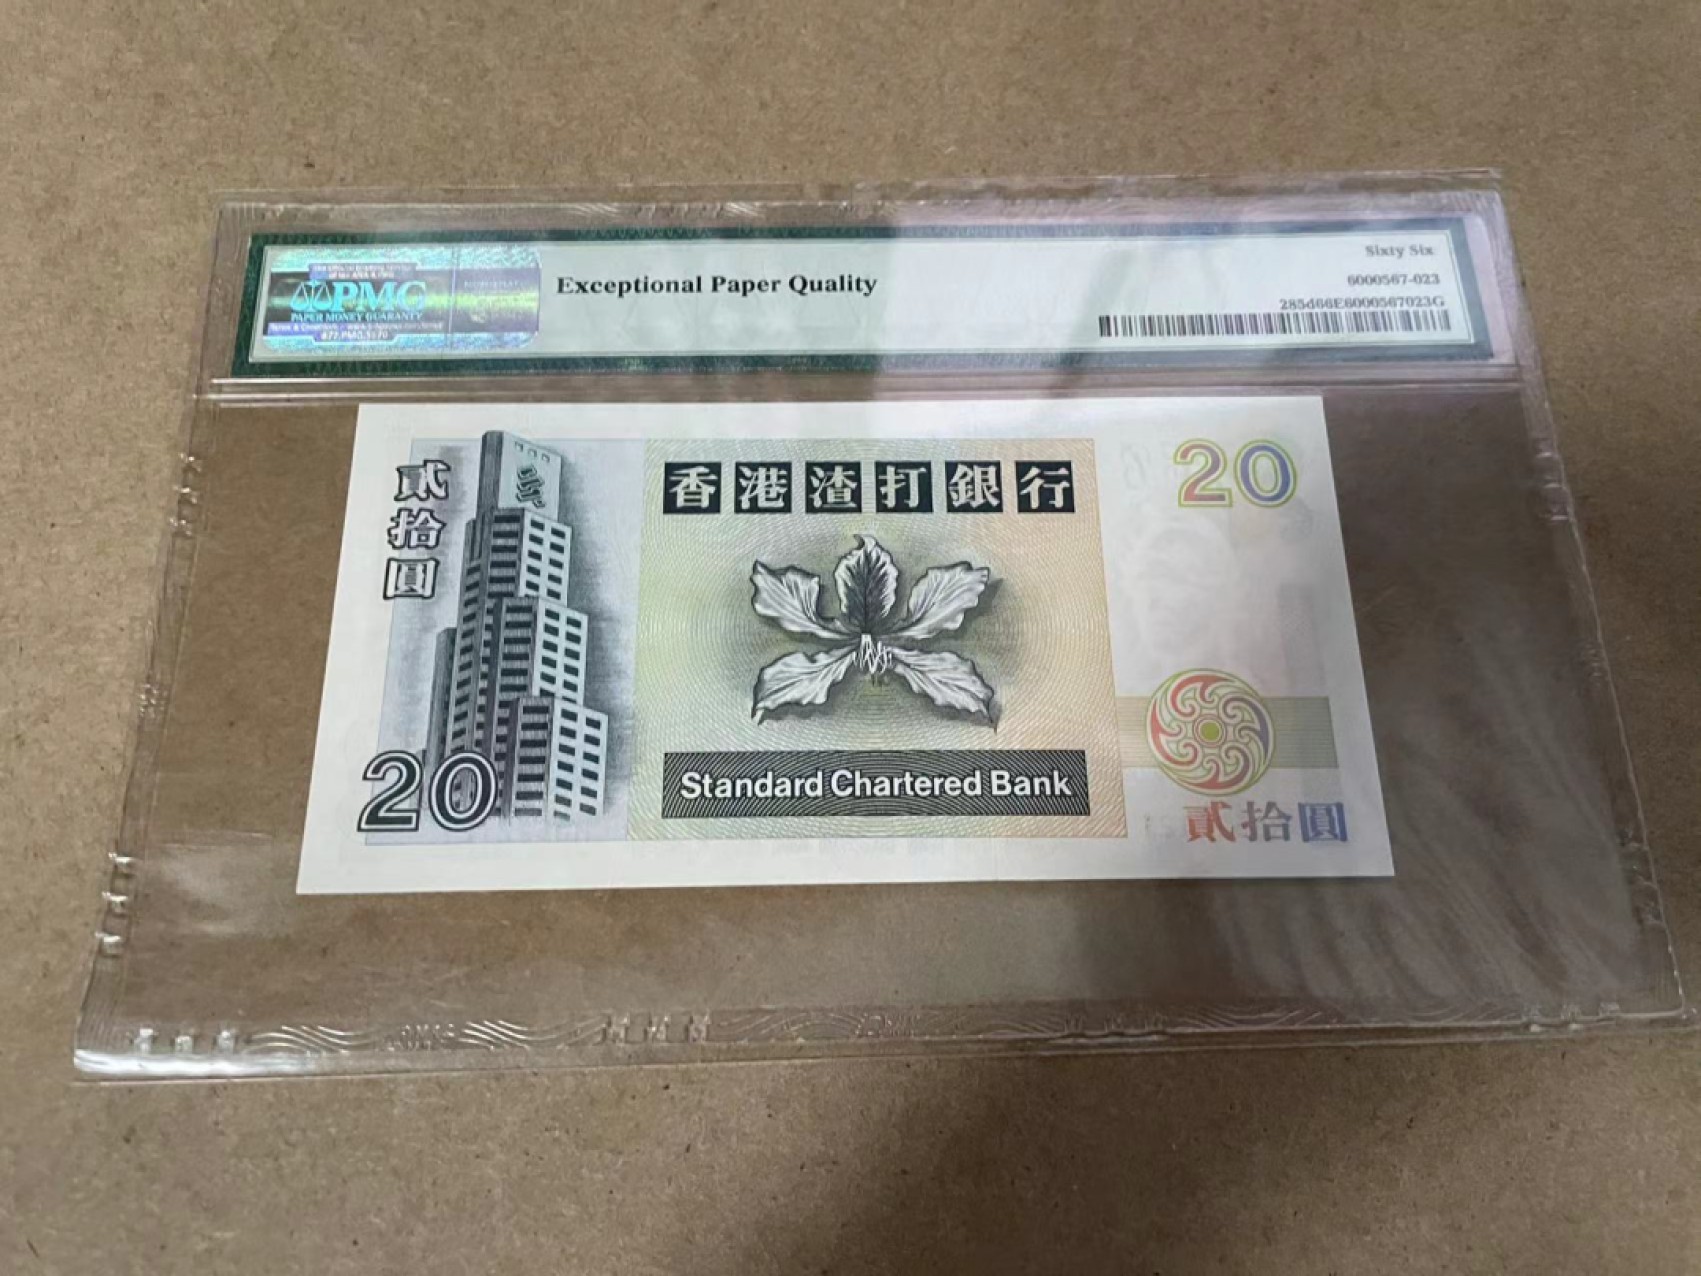 Sixty Six
PMG
PAPER MONEY GUARANTY
Exceptional Paper Quality
6000567-023
285d66E6000567023G
貳拾圓
香港渣打銀行
20
20
Standard Chartered Bank
貳拾圓